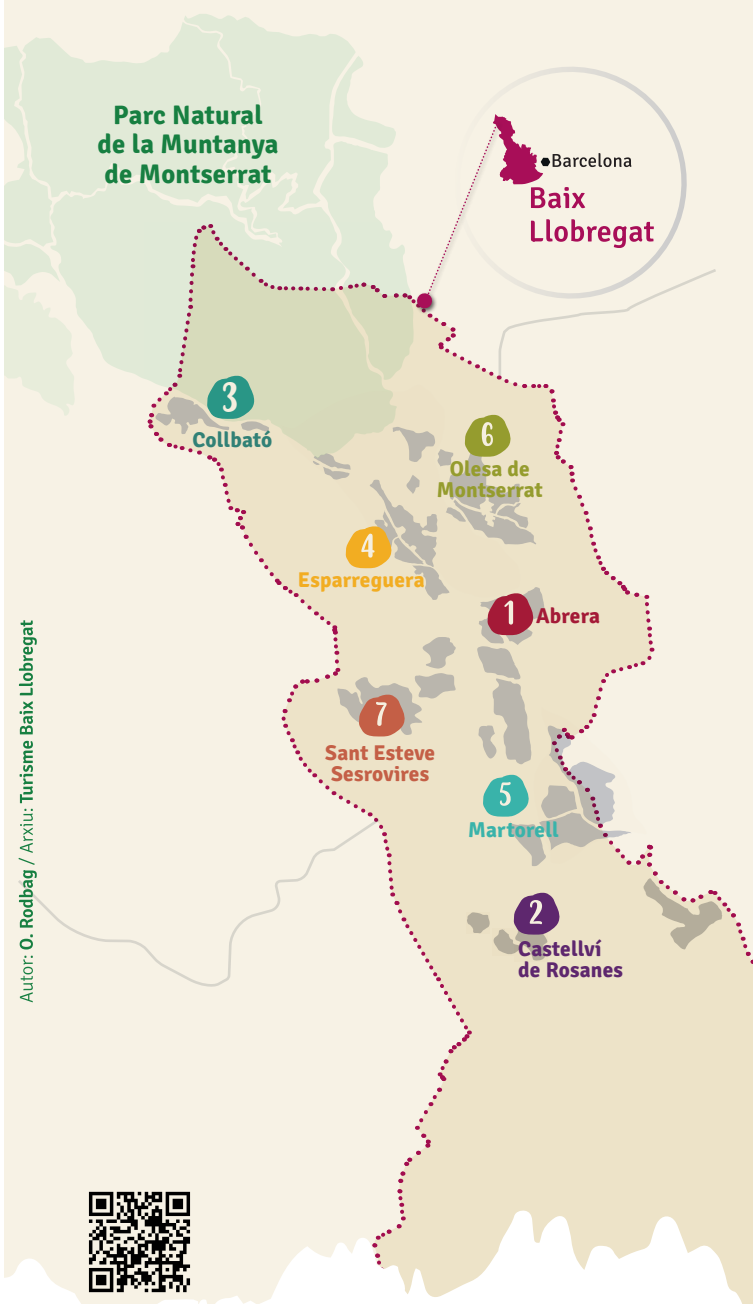 Parc Natural
de la Muntanya
de Montserrat
Barcelona
Baix
Llobregat
3
Collbató
6
Olesa de
Montserrat
4
Esparreguera
1
Abrera
7
Sant Esteve
Sesrovires
5
Martorell
2
Castellví
de Rosanes
Autor: O. Rodbag / Arxiu: Turisme Baix Llobregat